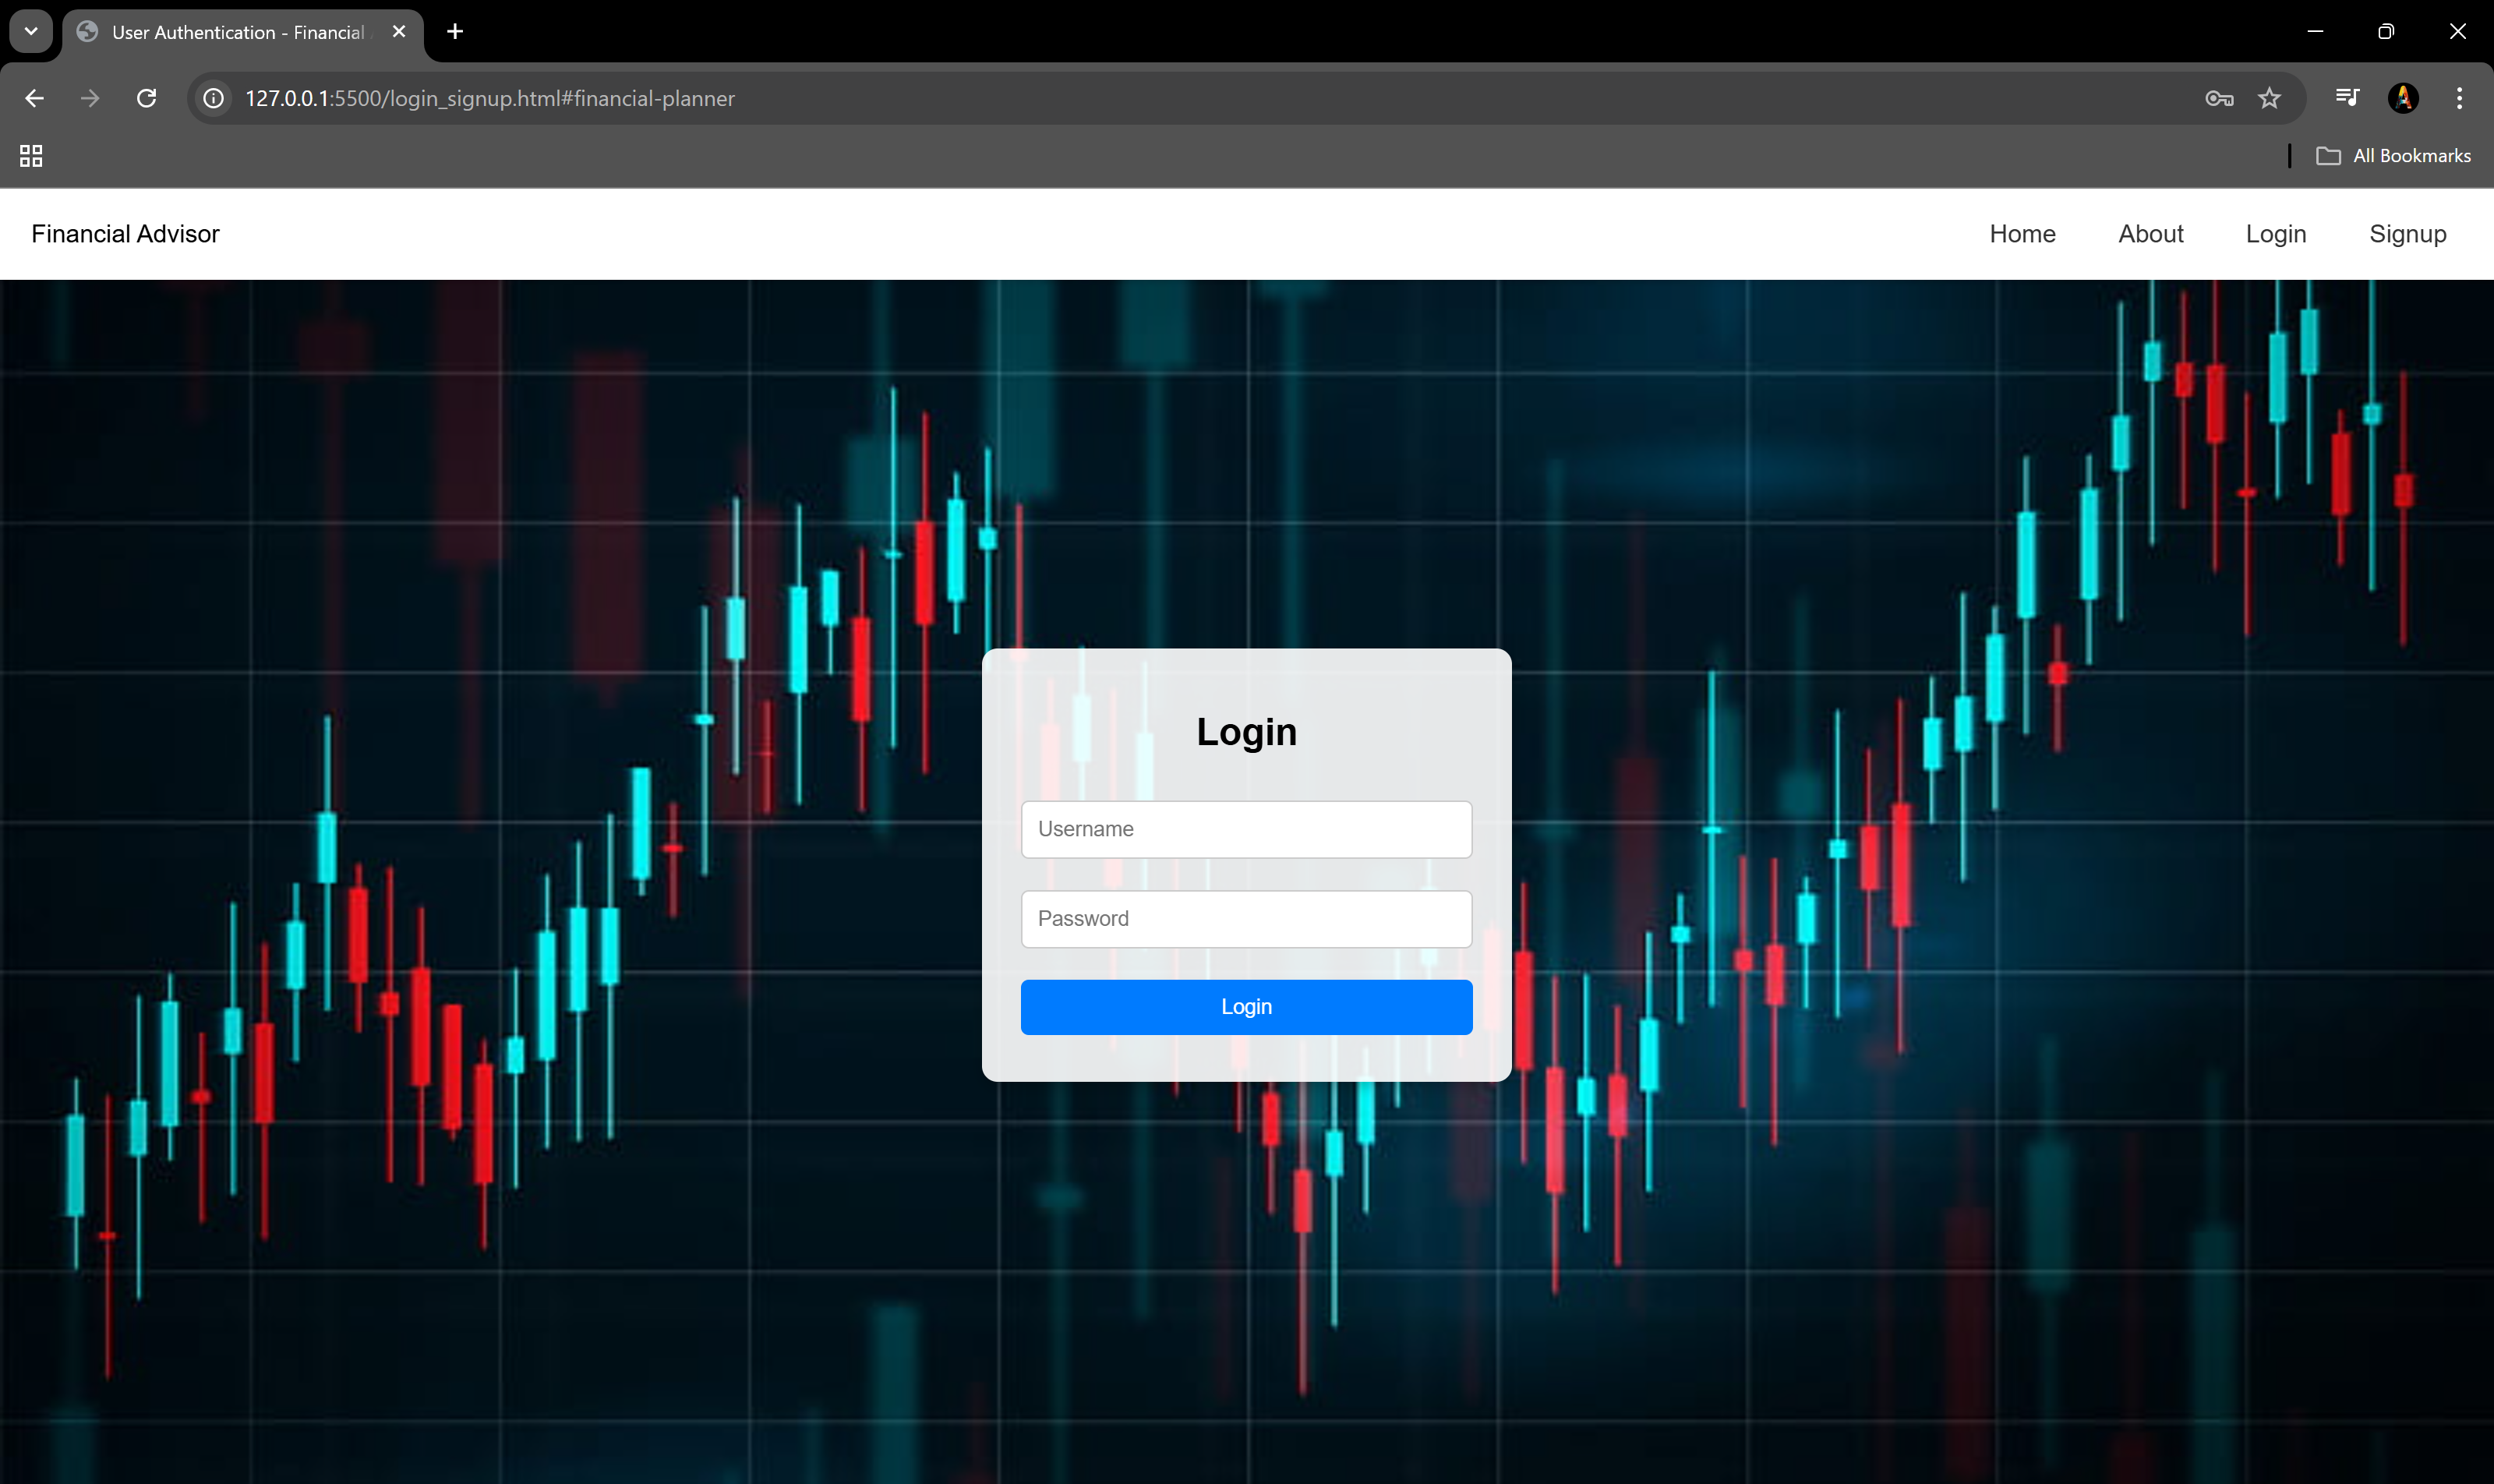 User Authentication - Financial
127.0.0.1:5500/login_signup.html#financial-planner
All Bookmarks
Financial Advisor
Home About Login Signup
Login
Username
Password
Login